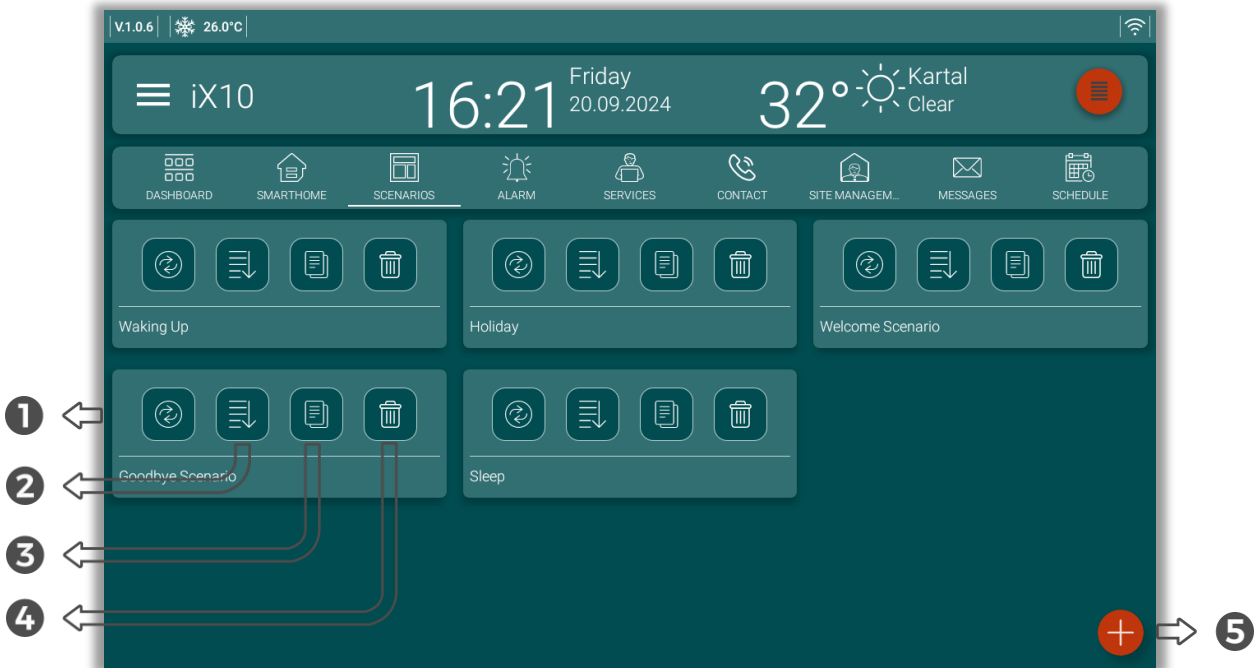 V.1.0.6 26.0°C
iX10
16:21
Friday
20.09.2024
32°
Kartal
Clear
DASHBOARD SMARTHOME SCENARIOS ALARM SERVICES CONTACT SITE MANAGEM... MESSAGES SCHEDULE
Waking Up
Holiday
Welcome Scenario
1
Goodbye Scenario
Sleep
2
3
4
5